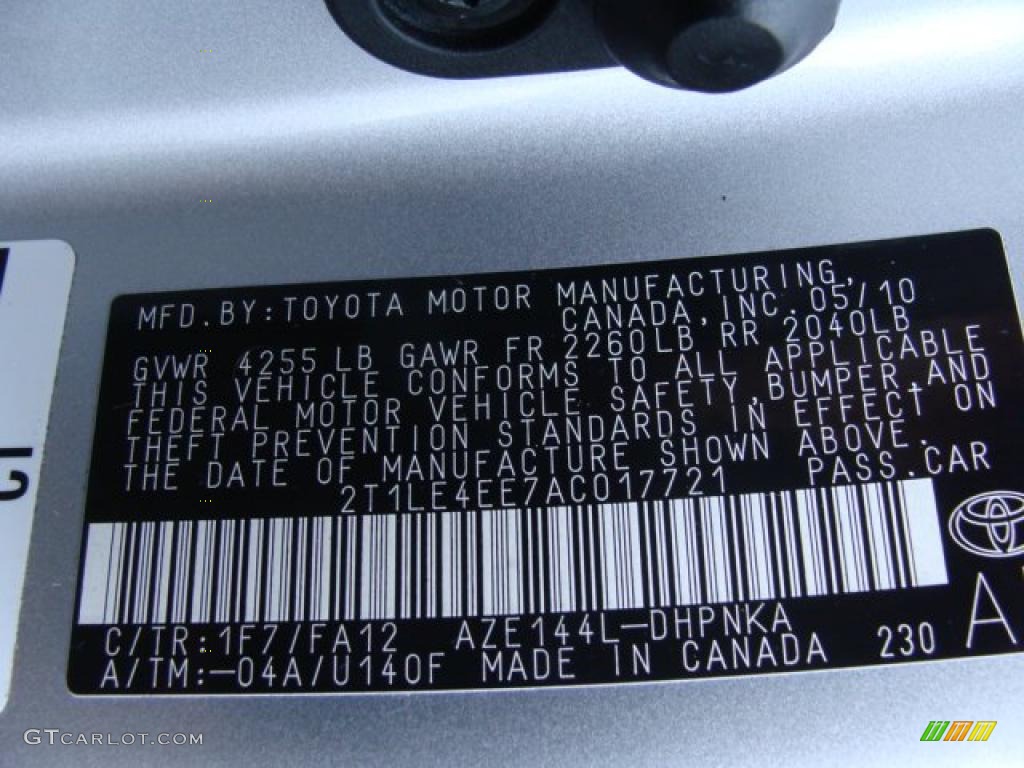 MFD.BY:TOYOTA MOTOR MANUFACTURING,
CANADA, INC. 05/10
GVWR 4255LB GAWR FR 2260LB RR 2040LB
THIS VEHICLE CONFORMS TO ALL APPLICABLE
FEDERAL MOTOR VEHICLE SAFETY, BUMPER, AND
THEFT PREVENTION STANDARDS IN EFFECT ON
THE DATE OF MANUFACTURE SHOWN ABOVE.
2T1LE4EE7AC017721 PASS.CAR
C/TR:1F7/FA12 AZE144L-DHPNKA
A/TM:-04A/U140F MADE IN CANADA 230 A
GTCARLOT.COM